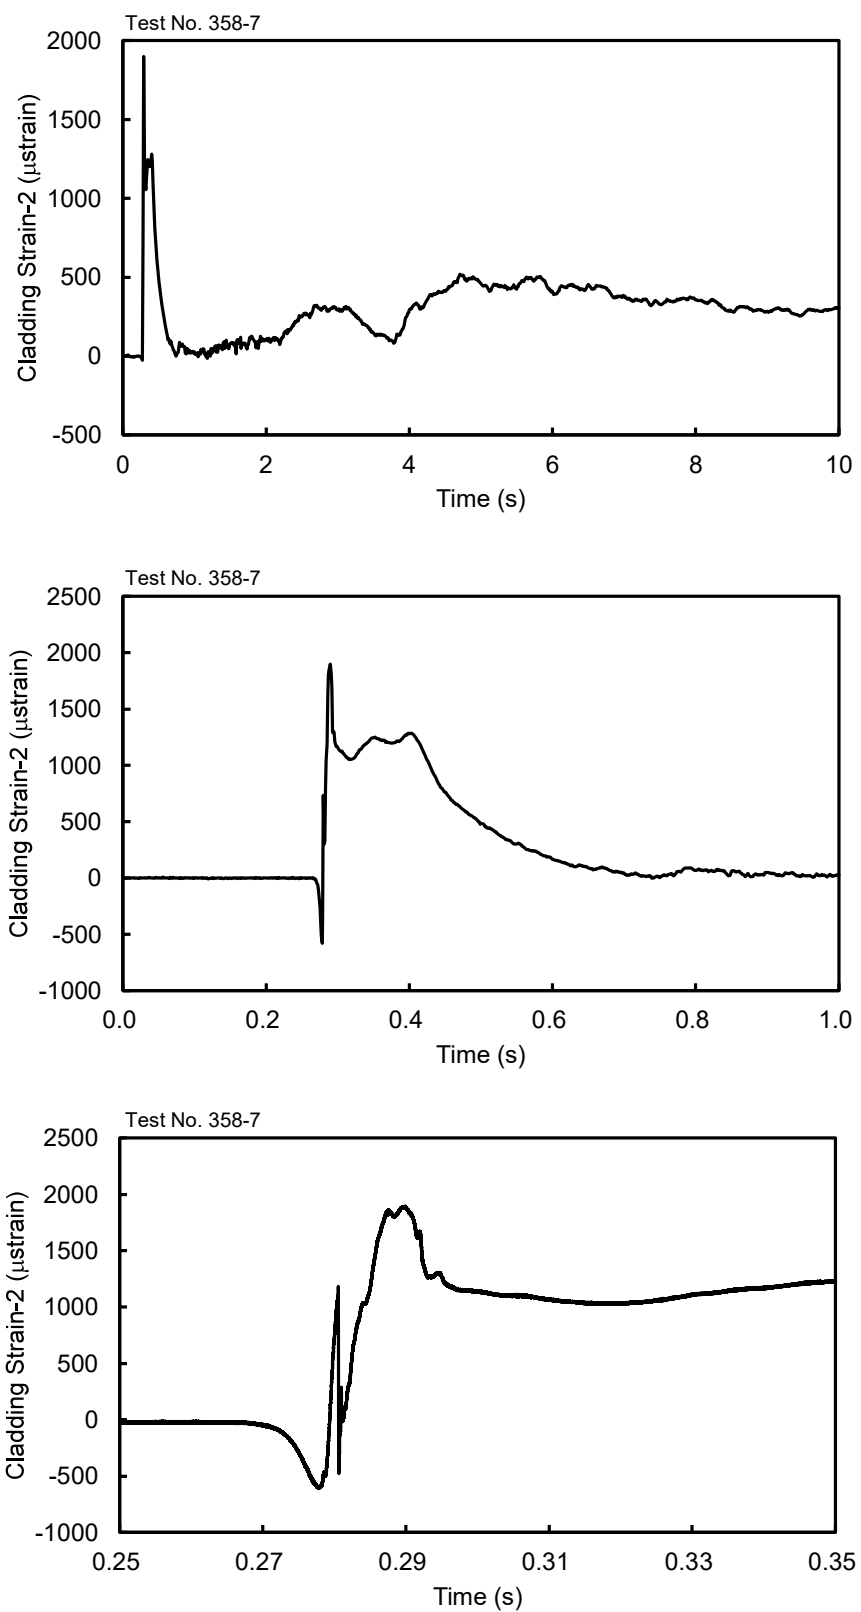 Test No. 358-7
2000
1500
1000
500
0
-500
Cladding Strain-2 (μstrain)
0 2 4 6 8 10
Time (s)
Test No. 358-7
2500
2000
1500
1000
500
0
-500
-1000
Cladding Strain-2 (μstrain)
0.0 0.2 0.4 0.6 0.8 1.0
Time (s)
Test No. 358-7
2500
2000
1500
1000
500
0
-500
-1000
Cladding Strain-2 (μstrain)
0.25 0.27 0.29 0.31 0.33 0.35
Time (s)